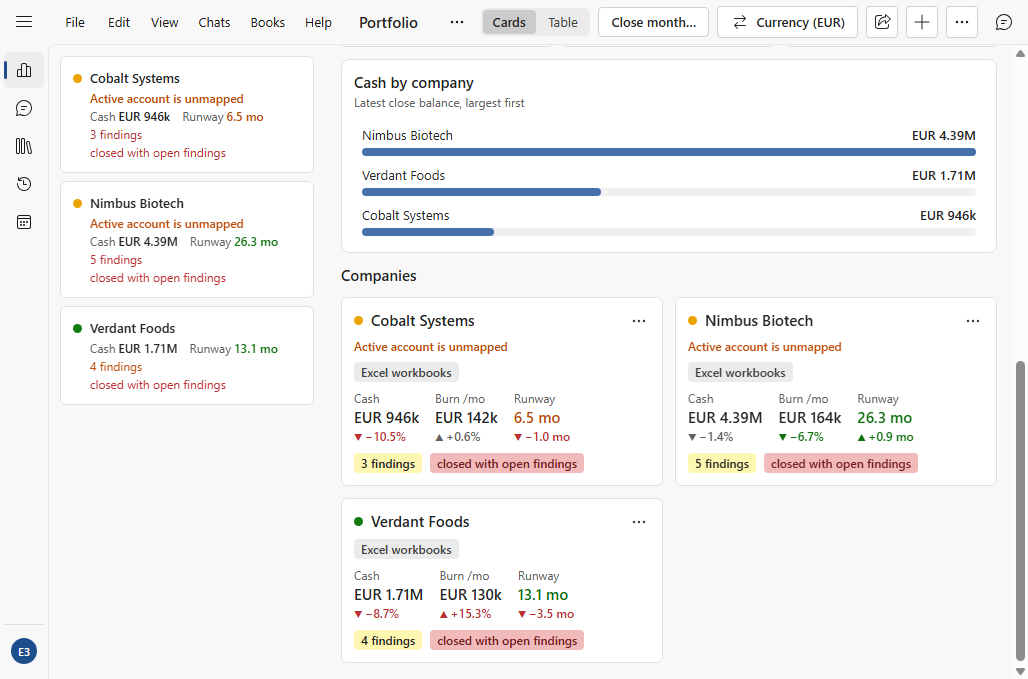 File Edit View Chats Books Help Portfolio ··· Cards Table Close month... Currency (EUR) ···
Cobalt Systems
Active account is unmapped
Cash EUR 946k Runway 6.5 mo
3 findings
closed with open findings
Nimbus Biotech
Active account is unmapped
Cash EUR 4.39M Runway 26.3 mo
5 findings
closed with open findings
Verdant Foods
Cash EUR 1.71M Runway 13.1 mo
4 findings
closed with open findings
E3
Cash by company
Latest close balance, largest first
Nimbus Biotech EUR 4.39M
Verdant Foods EUR 1.71M
Cobalt Systems EUR 946k
Companies
Cobalt Systems ···
Active account is unmapped
Excel workbooks
Cash Burn /mo Runway
EUR 946k EUR 142k 6.5 mo
▼ −10.5% ▲ +0.6% ▼ −1.0 mo
3 findings closed with open findings
Nimbus Biotech ···
Active account is unmapped
Excel workbooks
Cash Burn /mo Runway
EUR 4.39M EUR 164k 26.3 mo
▼ −1.4% ▼ −6.7% ▲ +0.9 mo
5 findings closed with open findings
Verdant Foods ···
Excel workbooks
Cash Burn /mo Runway
EUR 1.71M EUR 130k 13.1 mo
▼ −8.7% ▲ +15.3% ▼ −3.5 mo
4 findings closed with open findings